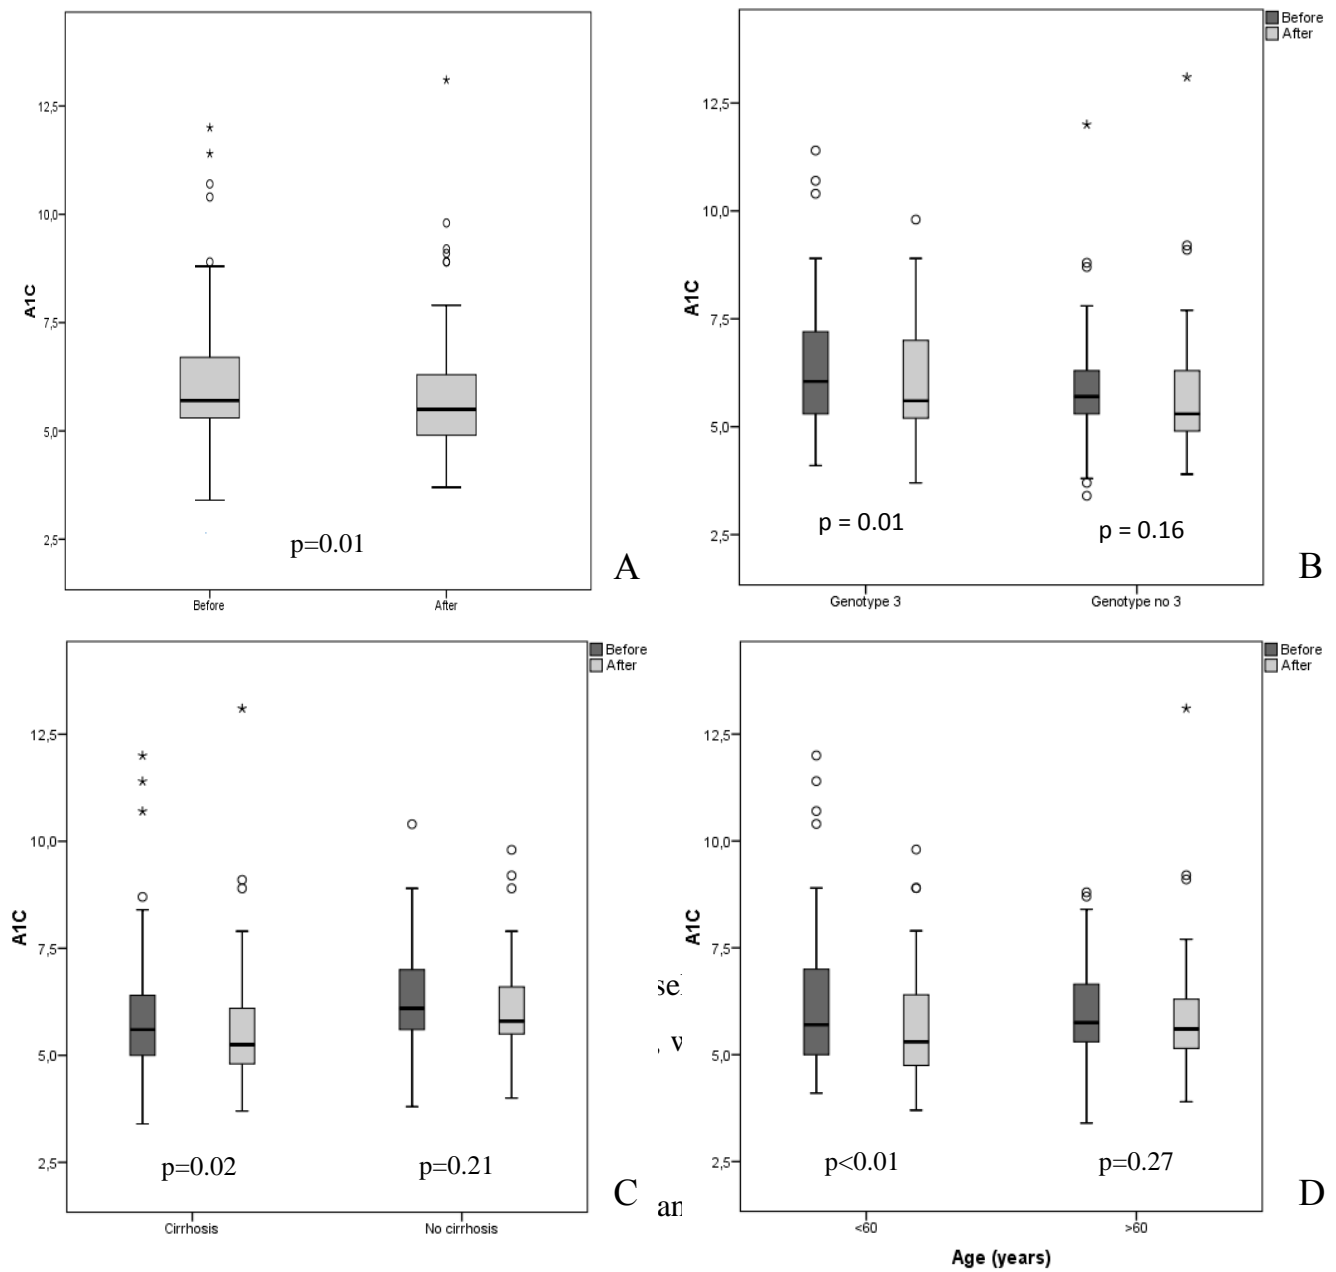 12,5
10,0
A1C
7,5
5,0
2,5
p=0.01
Before
After
A
Before
After
12,5
10,0
A1C
7,5
5,0
2,5
p = 0.01
p = 0.16
Genotype 3
Genotype no 3
B
Before
After
12,5
10,0
A1C
7,5
5,0
2,5
p=0.02
p=0.21
Cirrhosis
No cirrhosis
C
Before
After
12,5
10,0
A1C
7,5
5,0
2,5
p<0.01
p=0.27
<60
>60
Age (years)
D